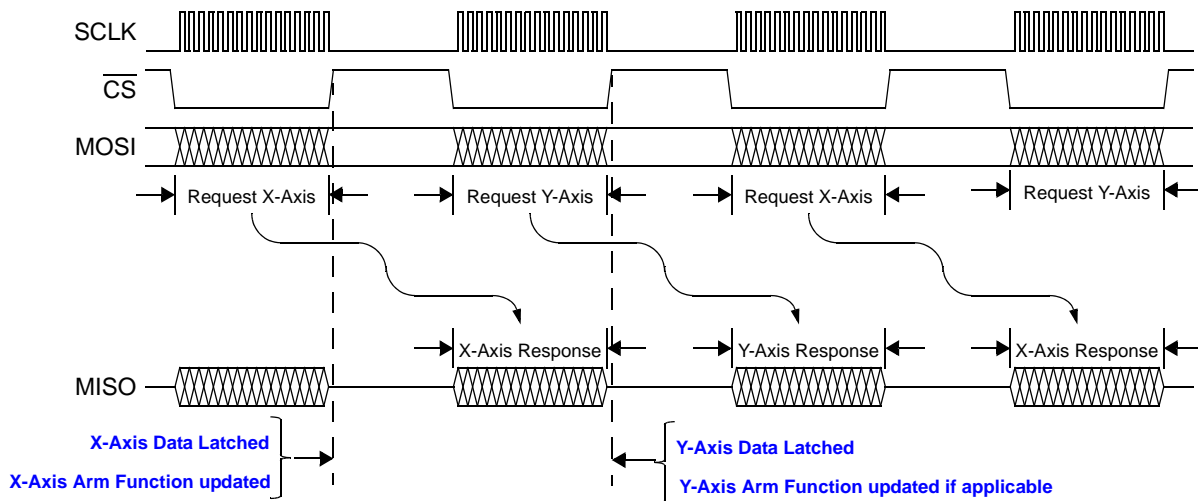 SCLK
CS
MOSI
Request X-Axis
Request Y-Axis
Request X-Axis
Request Y-Axis
X-Axis Response
Y-Axis Response
X-Axis Response
MISO
X-Axis Data Latched
X-Axis Arm Function updated
Y-Axis Data Latched
Y-Axis Arm Function updated if applicable